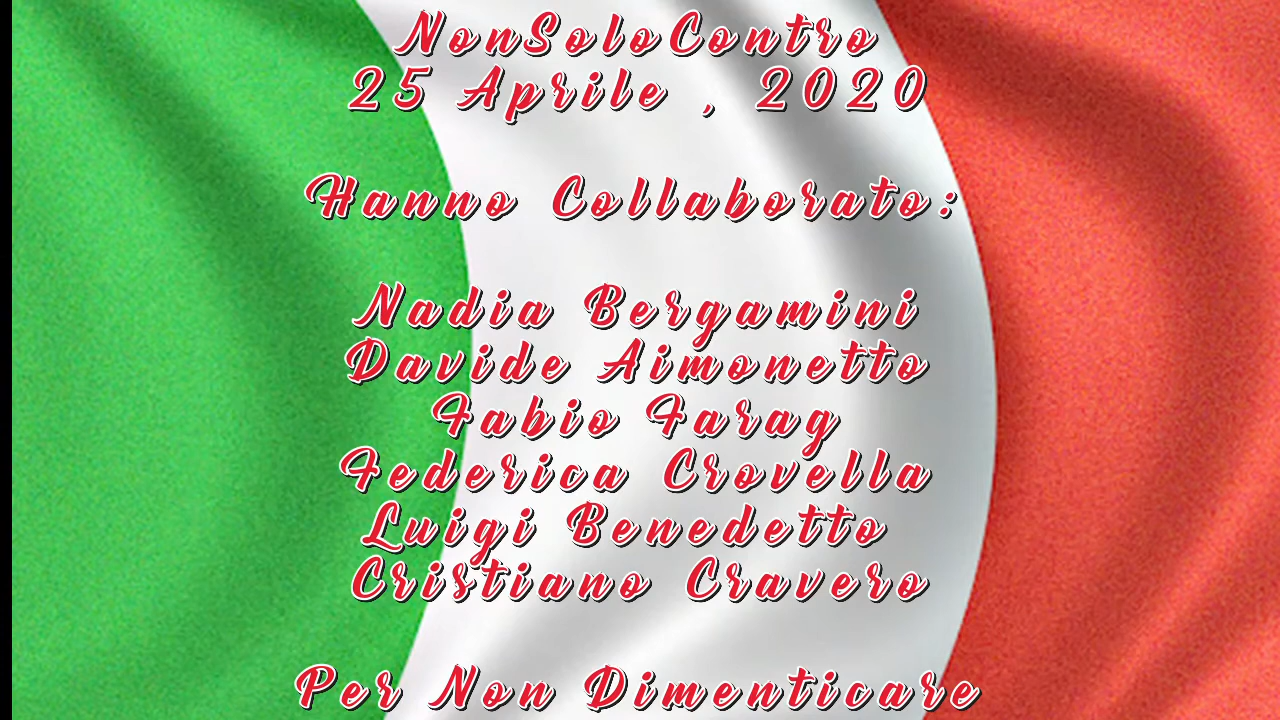 NonSoloContro
25 Aprile , 2020
Hanno Collaborato:
Nadia Bergamini
Davide Aimonetto
Fabio Farag
Federica Crovella
Luigi Benedetto
Cristiano Cravero
Per Non Dimenticare